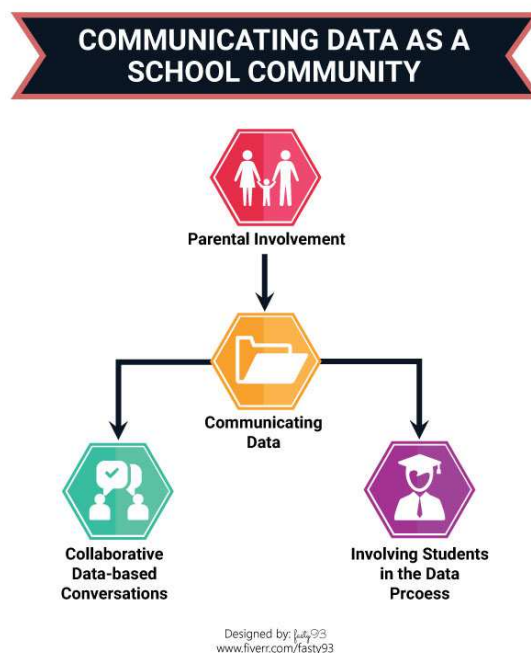 COMMUNICATING DATA AS A
SCHOOL COMMUNITY
Parental Involvement
Communicating
Data
Collaborative
Data-based
Conversations
Involving Students
in the Data
Prcoess
Designed by: fasty93
www.fiverr.com/fasty93